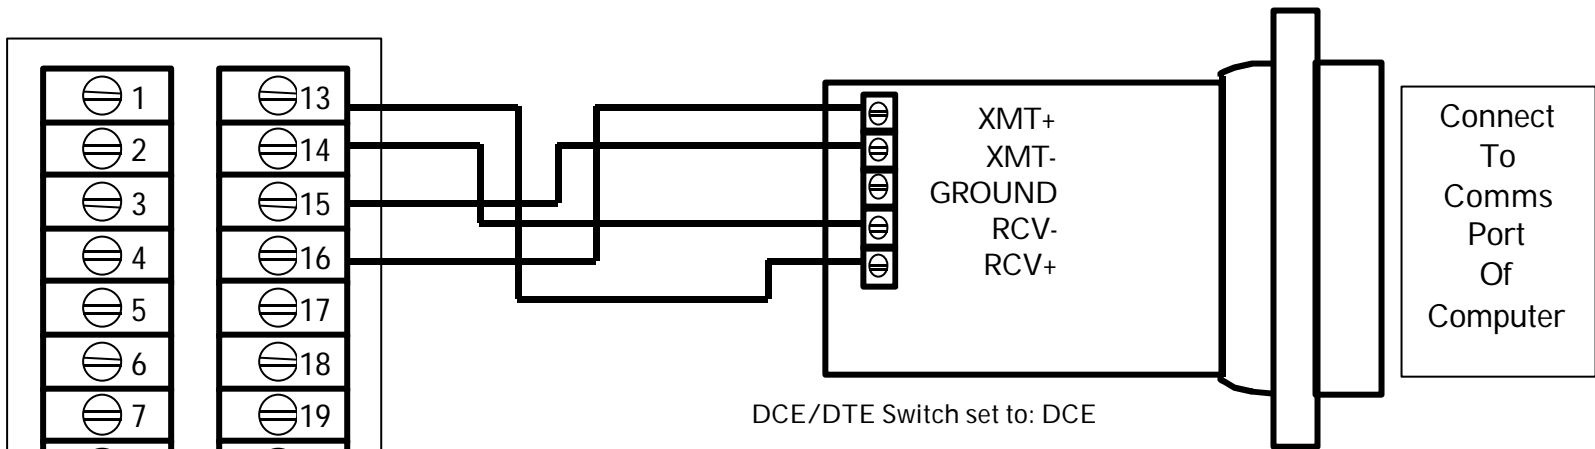 1
2
3
4
5
6
7
13
14
15
16
17
18
19
XMT+
XMT-
GROUND
RCV-
RCV+
DCE/DTE Switch set to: DCE
Connect
To
Comms
Port
Of
Computer